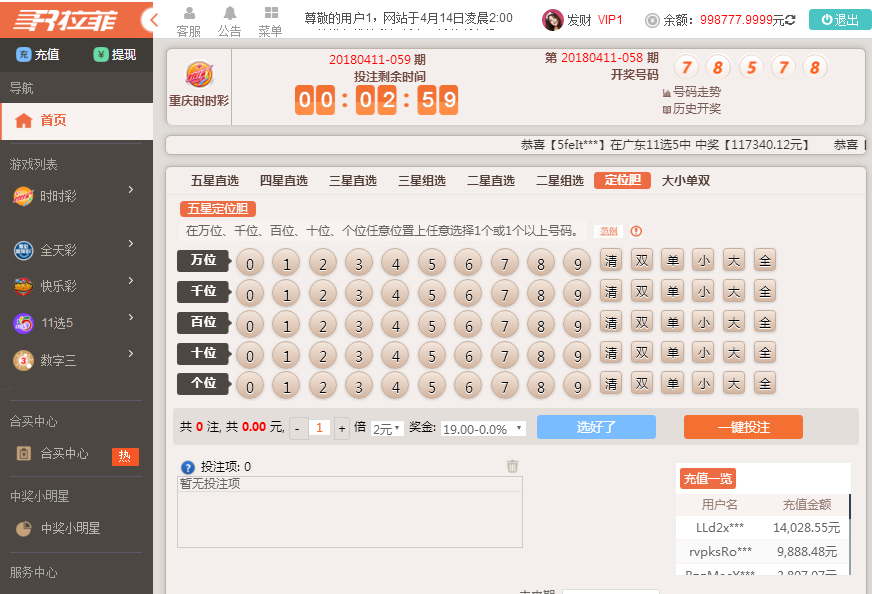 拉菲
客服
公告
菜单
尊敬的用户1，网站于4月14日凌晨2:00
发财 VIP1
余额: 998777.9999元
退出
充值
提现
导航
首页
游戏列表
时时彩
全天彩
快乐彩
11选5
数字三
合买中心
合买中心
热
中奖小明星
中奖小明星
服务中心
重庆时时彩
20180411-059 期
投注剩余时间
00:02:59
第 20180411-058 期
开奖号码
7 8 5 7 8
号码走势
历史开奖
恭喜【5feIt***】在广东11选5中 中奖【117340.12元】 恭喜【
五星直选 四星直选 三星直选 三星组选 二星直选 二星组选 定位胆 大小单双
五星定位胆
在万位、千位、百位、十位、个位任意位置上任意选择1个或1个以上号码。 范例
万位 0 1 2 3 4 5 6 7 8 9 清 双 单 小 大 全
千位 0 1 2 3 4 5 6 7 8 9 清 双 单 小 大 全
百位 0 1 2 3 4 5 6 7 8 9 清 双 单 小 大 全
十位 0 1 2 3 4 5 6 7 8 9 清 双 单 小 大 全
个位 0 1 2 3 4 5 6 7 8 9 清 双 单 小 大 全
共 0 注, 共 0.00 元, - 1 + 倍 2元 奖金: 19.00-0.0% 选好了 一键投注
? 投注项: 0
暂无投注项
充值一览
用户名 充值金额
LLd2x*** 14,028.55元
rvpksRo*** 9,888.48元